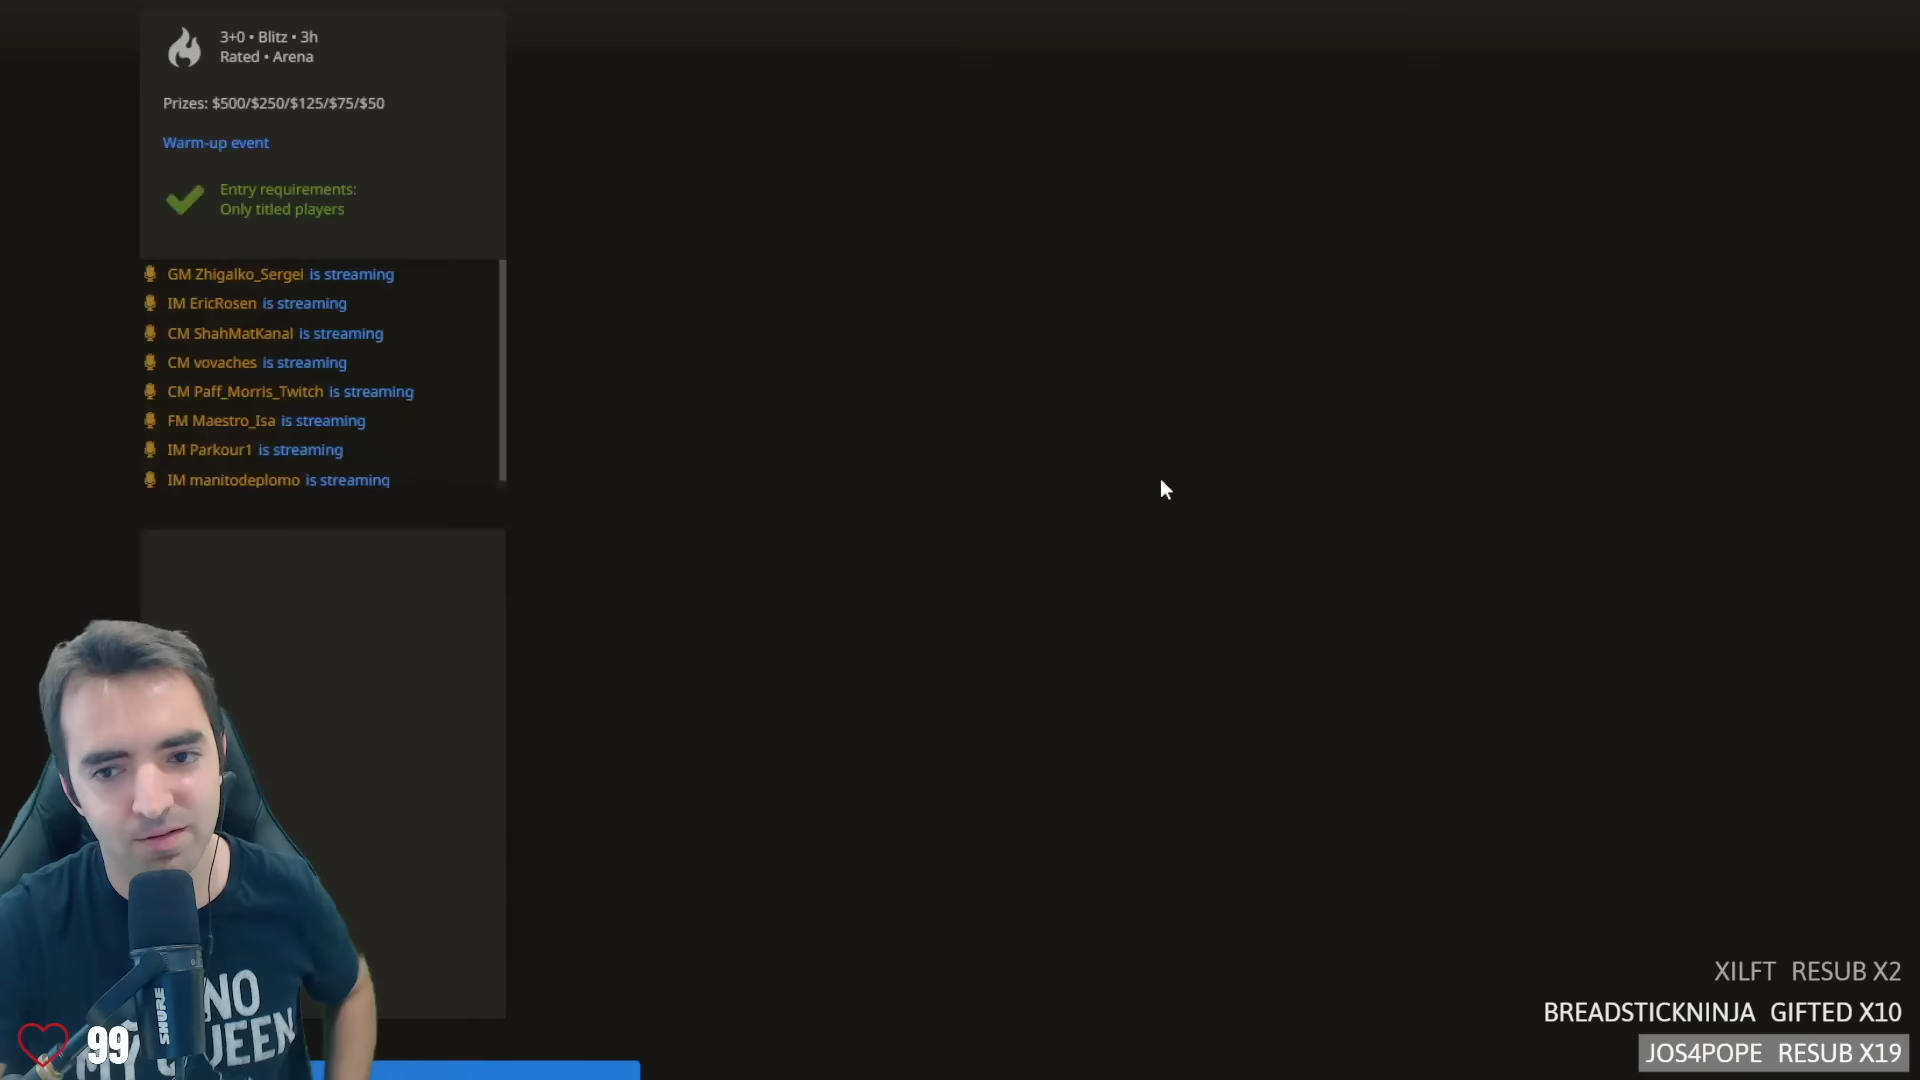 3+0 • Blitz • 3h
Rated • Arena
Prizes: $500/$250/$125/$75/$50
Warm-up event
Entry requirements:
Only titled players
GM Zhigalko_Sergei is streaming
IM EricRosen is streaming
CM ShahMatKanal is streaming
CM vovaches is streaming
CM Paff_Morris_Twitch is streaming
FM Maestro_Isa is streaming
IM Parkour1 is streaming
IM manitodeplomo is streaming
XILFT RESUB X2
BREADSTICKNINJA GIFTED X10
JOS4POPE RESUB X19
NO
SHURE
99